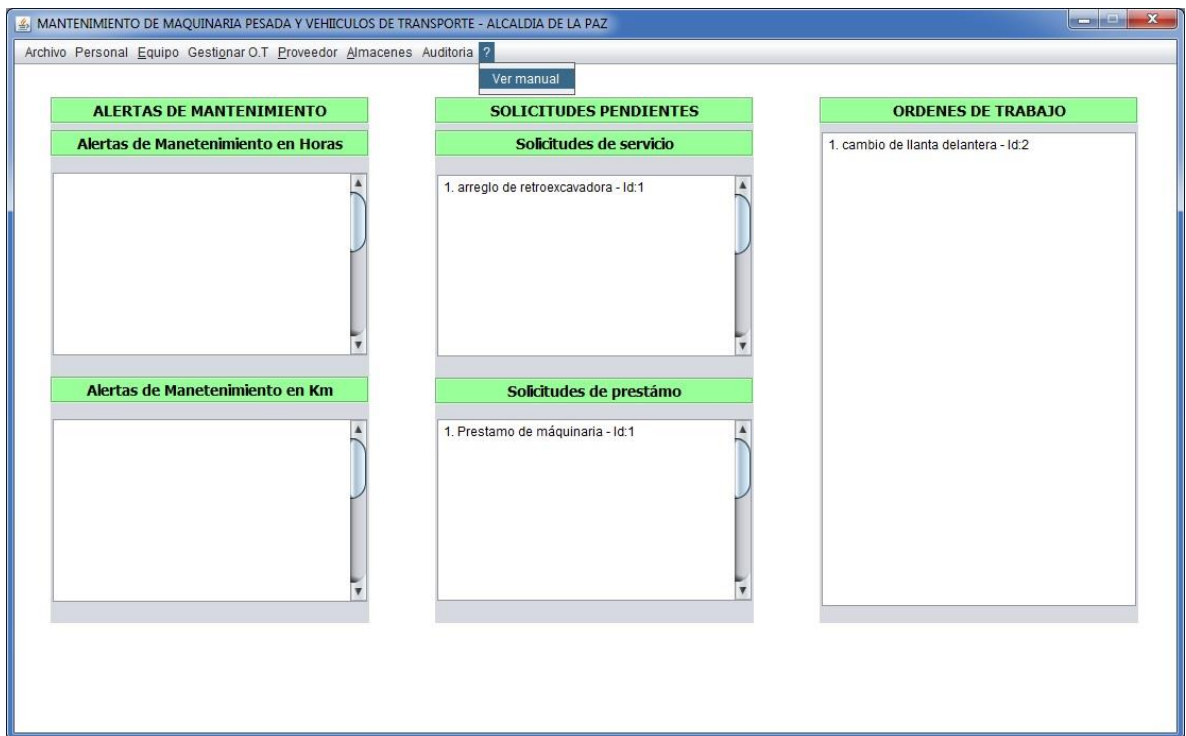 MANTENIMIENTO DE MAQUINARIA PESADA Y VEHIICULOS DE TRANSPORTE - ALCALDIA DE LA PAZ
Archivo Personal Equipo Gestignar O.T Proveedor Almacenes Auditoria ?
Ver manual
ALERTAS DE MANTENIMIENTO
Alertas de Manetenimiento en Horas
Alertas de Manetenimiento en Km
SOLICITUDES PENDIENTES
Solicitudes de servicio
1. arreglo de retroexcavadora - Id:1
Solicitudes de prestámo
1. Prestamo de máquinaria - Id:1
ORDENES DE TRABAJO
1. cambio de llanta delantera - Id:2